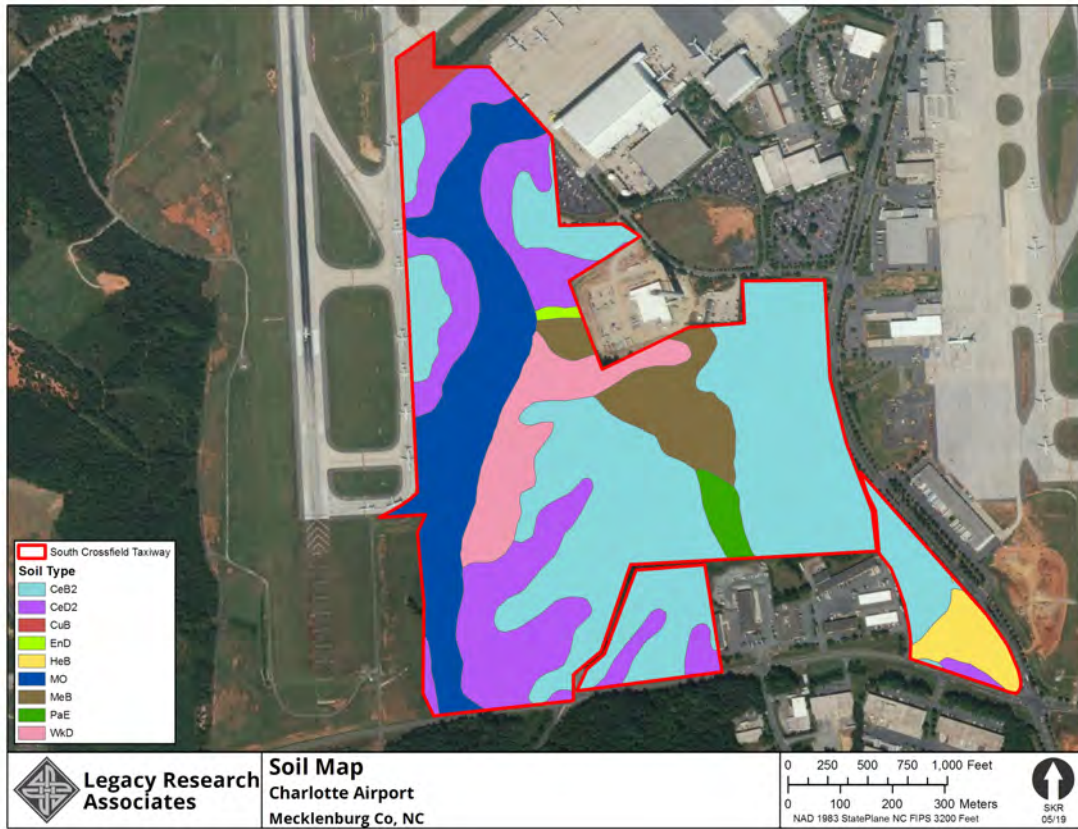 South Crossfield Taxiway
Soil Type
CeB2
CeD2
CuB
EnD
HeB
MO
MeB
PaE
WkD
Legacy Research
Associates
Soil Map
Charlotte Airport
Mecklenburg Co, NC
0 250 500 750 1,000 Feet
0 100 200 300 Meters
NAD 1983 StatePlane NC FIPS 3200 Feet
SKR
05/19